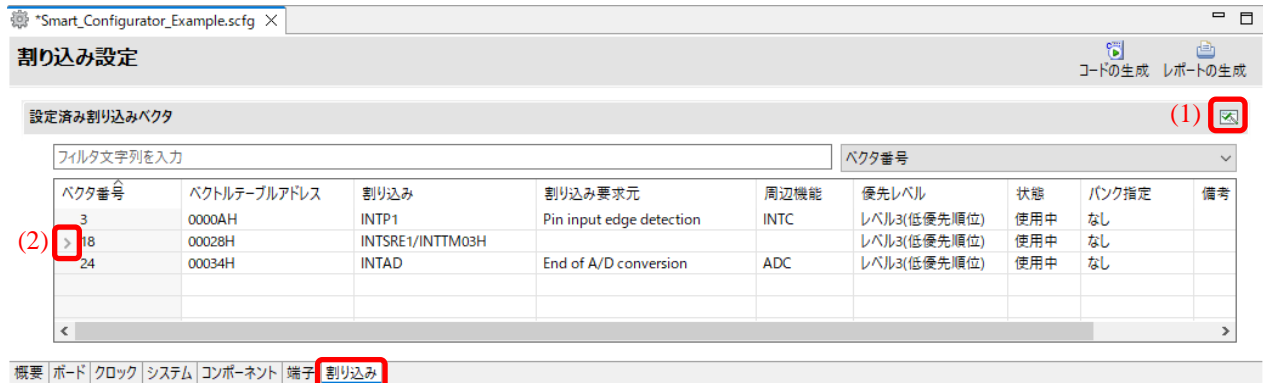 *Smart_Configurator_Example.scfg
割り込み設定
コードの生成 レポートの生成
設定済み割り込みベクタ
(1)
フィルタ文字列を入力 ベクタ番号
ベクタ番号 ベクトルテーブルアドレス 割り込み 割り込み要求元 周辺機能 優先レベル 状態 バンク指定 備考
3 0000AH INTP1 Pin input edge detection INTC レベル3(低優先順位) 使用中 なし
(2) > 18 00028H INTSRE1/INTTM03H レベル3(低優先順位) 使用中 なし
24 00034H INTAD End of A/D conversion ADC レベル3(低優先順位) 使用中 なし
概要 ボード クロック システム コンポーネント 端子 割り込み